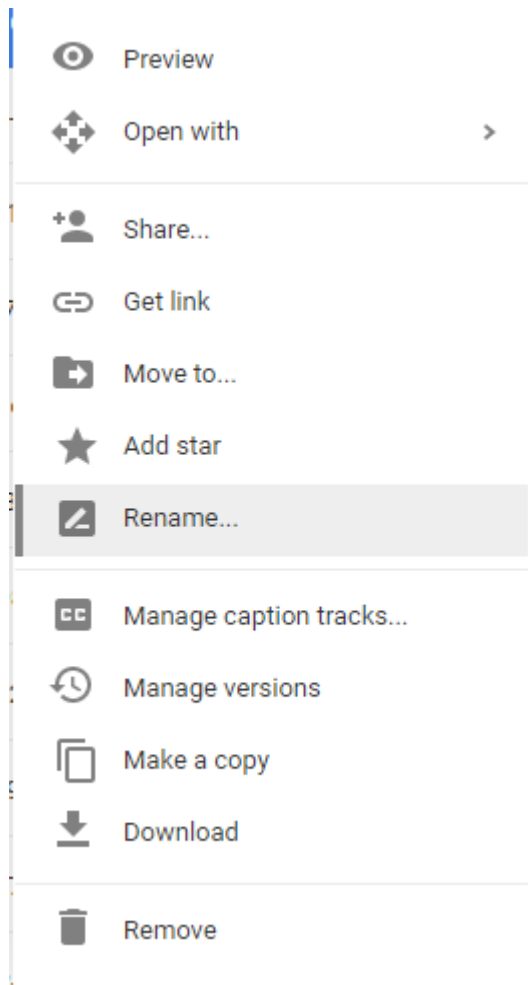 Preview
Open with
Share...
Get link
Move to...
Add star
Rename...
Manage caption tracks...
Manage versions
Make a copy
Download
Remove